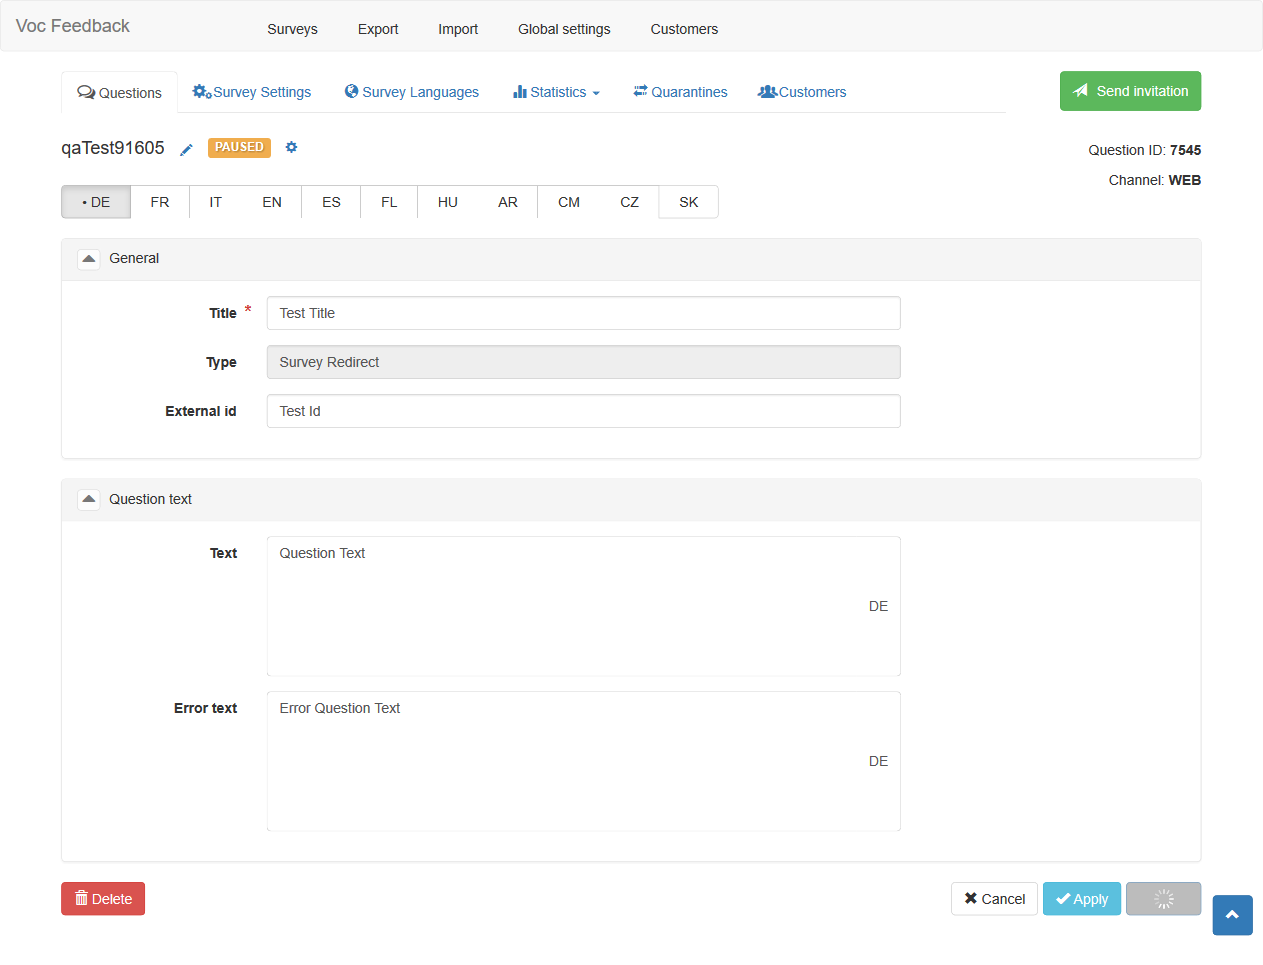 Voc Feedback
Surveys Export Import Global settings Customers
Questions Survey Settings Survey Languages Statistics Quarantines Customers Send invitation
qaTest91605 PAUSED
Question ID: 7545
Channel: WEB
• DE FR IT EN ES FL HU AR CM CZ SK
General
Title *
Test Title
Type
Survey Redirect
External id
Test Id
Question text
Text
Question Text
DE
Error text
Error Question Text
DE
Delete Cancel Apply